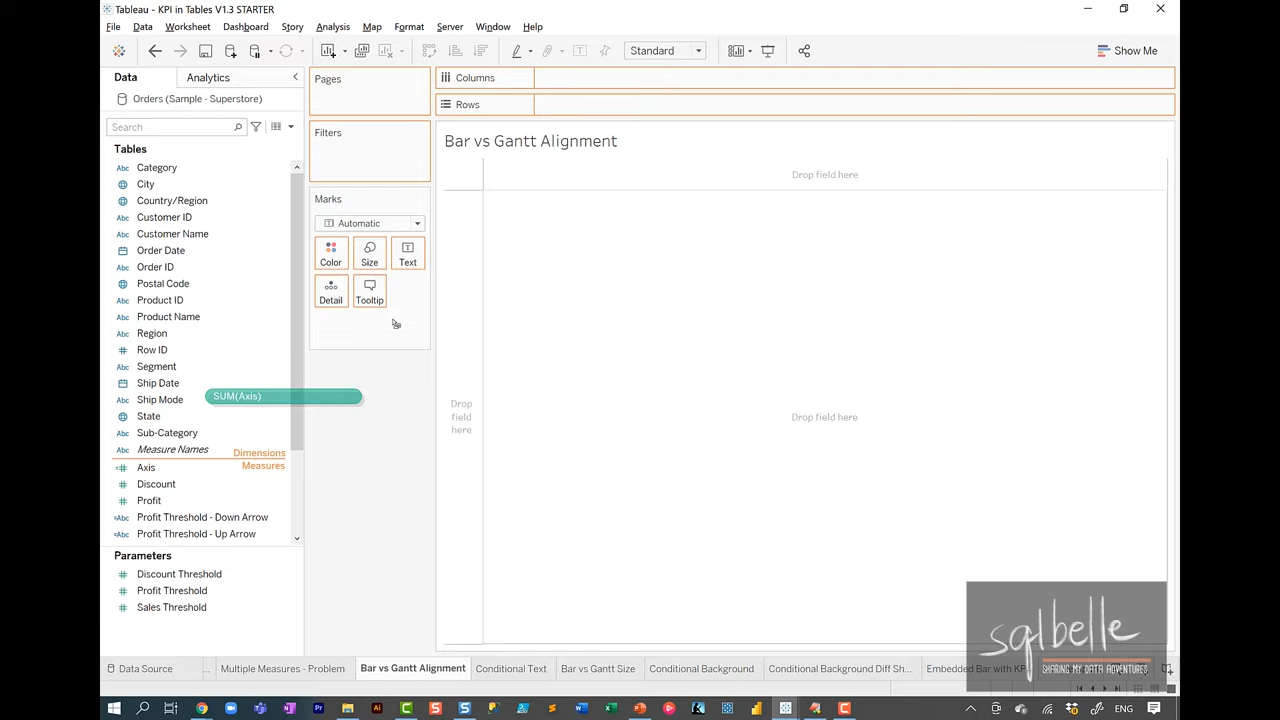 Tableau - KPI in Tables V1.3 STARTER
File Data Worksheet Dashboard Story Analysis Map Format Server Window Help
Standard
Show Me
Data Analytics
Orders (Sample - Superstore)
Search
Tables
Category
City
Country/Region
Customer ID
Customer Name
Order Date
Order ID
Postal Code
Product ID
Product Name
Region
Row ID
Segment
Ship Date
Ship Mode
State
Sub-Category
Measure Names
Dimensions
Measures
Axis
Discount
Profit
Profit Threshold - Down Arrow
Profit Threshold - Up Arrow
Parameters
Discount Threshold
Profit Threshold
Sales Threshold
SUM(Axis)
Pages
Filters
Marks
Automatic
Color Size Text
Detail Tooltip
Columns
Rows
Bar vs Gantt Alignment
Drop field here
Drop
field
here
Drop field here
sqlbelle
SHARING MY DATA ADVENTURES
Data Source ... Multiple Measures - Problem Bar vs Gantt Alignment Conditional Text Bar vs Gantt Size Conditional Background Conditional Background Diff Sh... Embedded Bar with KP...
ENG